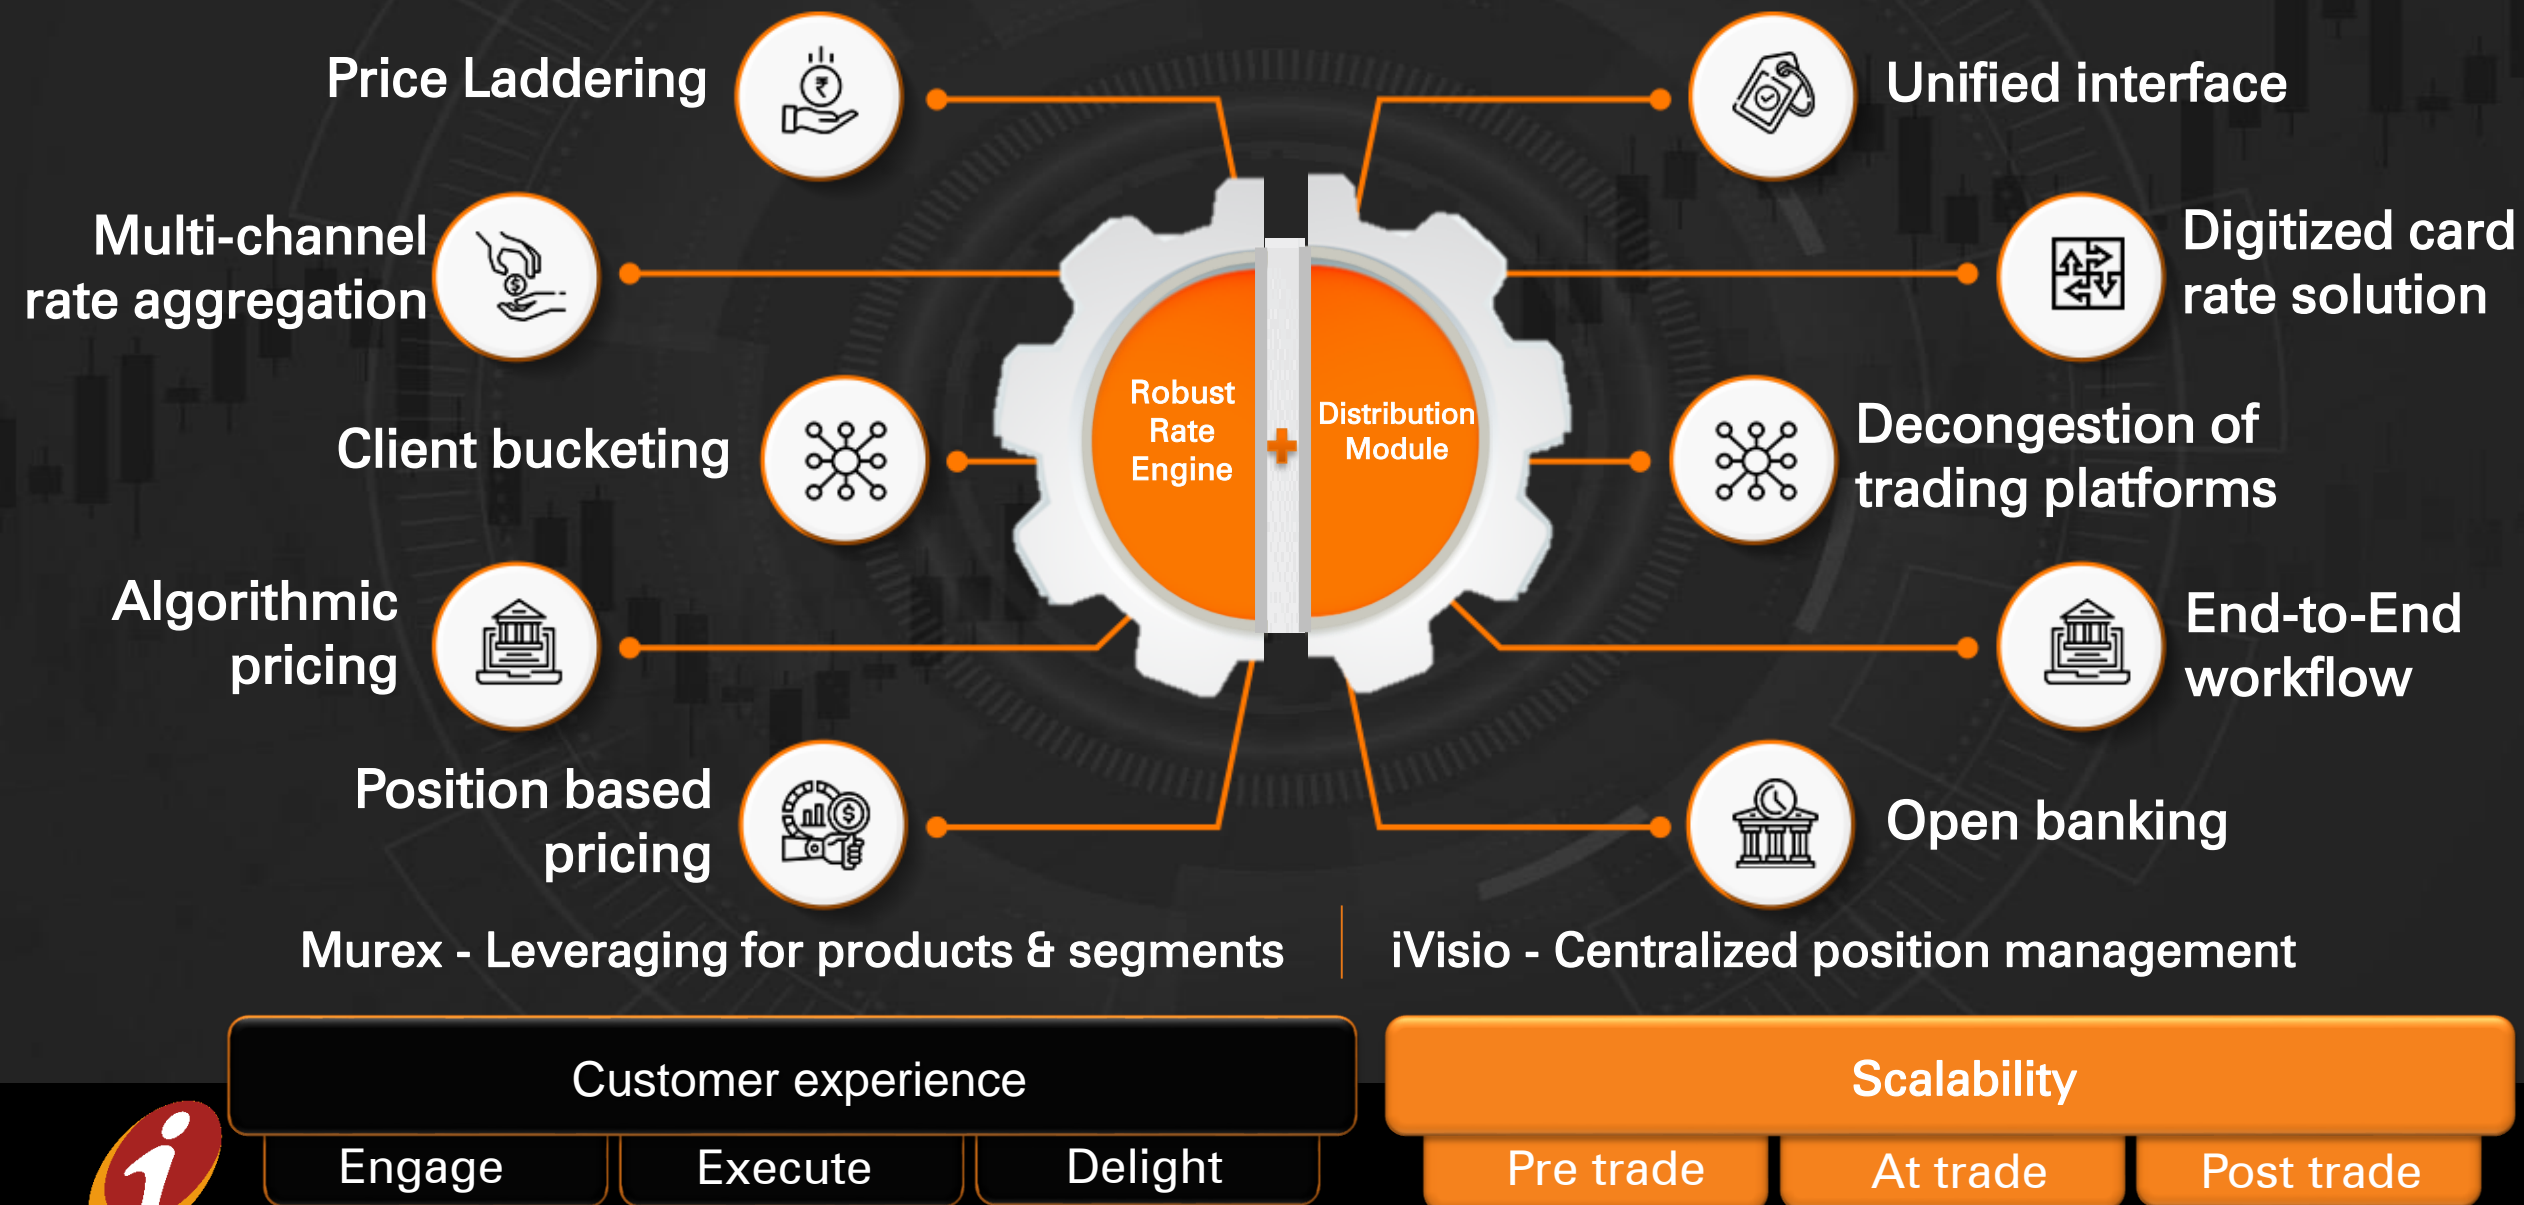 Price Laddering
Multi-channel
rate aggregation
Client bucketing
Algorithmic
pricing
Position based
pricing
Robust
Rate
Engine
Distribution
Module
Unified interface
Digitized card
rate solution
Decongestion of
trading platforms
End-to-End
workflow
Open banking
Murex - Leveraging for products & segments
iVisio - Centralized position management
Customer experience
Engage
Execute
Delight
Scalability
Pre trade
At trade
Post trade